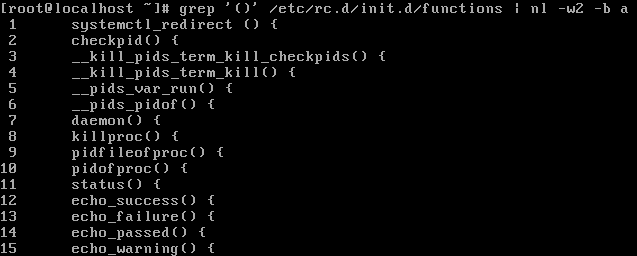 [root@localhost ~]# grep '()' /etc/rc.d/init.d/functions | nl -w2 -b a
 1      systemctl_redirect () {
 2      checkpid() {
 3      __kill_pids_term_kill_checkpids() {
 4      __kill_pids_term_kill() {
 5      __pids_var_run() {
 6      __pids_pidof() {
 7      daemon() {
 8      killproc() {
 9      pidfileofproc() {
10      pidofproc() {
11      status() {
12      echo_success() {
13      echo_failure() {
14      echo_passed() {
15      echo_warning() {